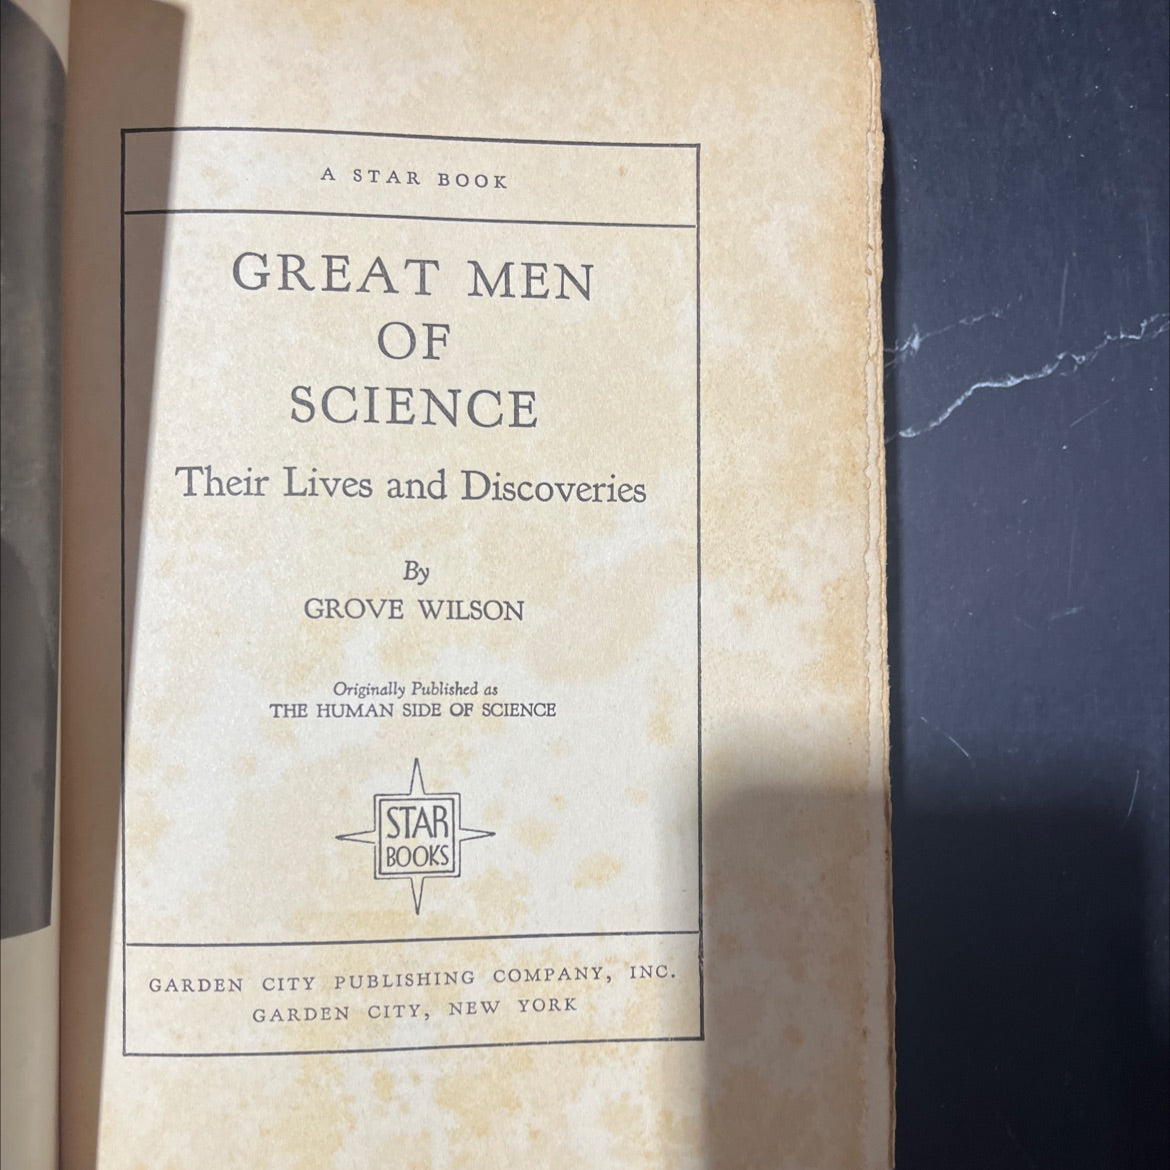 A STAR BOOK
GREAT MEN
OF
SCIENCE
Their Lives and Discoveries
By
GROVE WILSON
Originally Published as
THE HUMAN SIDE OF SCIENCE
STAR
BOOKS
GARDEN CITY PUBLISHING COMPANY, INC.
GARDEN CITY, NEW YORK